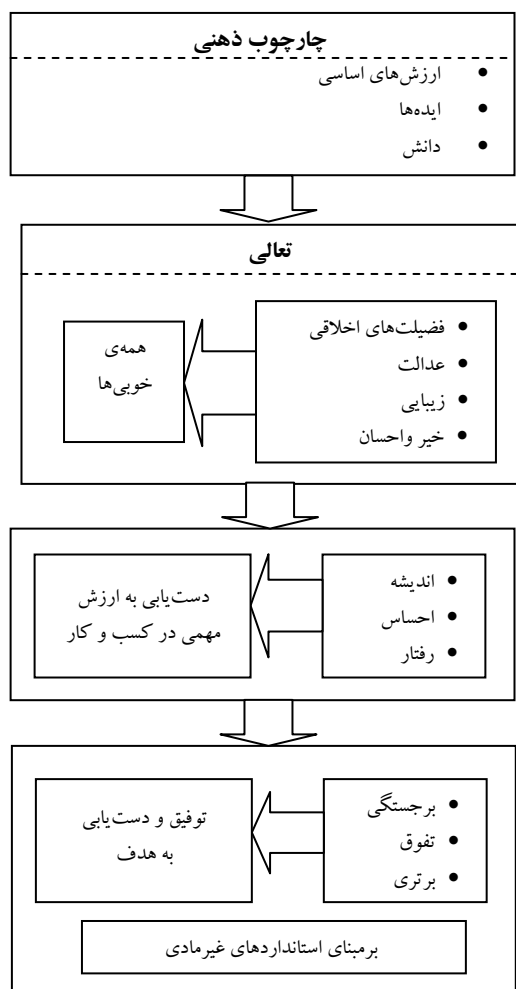 چارچوب ذهنی
• ارزش‌های اساسی
• ایده‌ها
• دانش
تعالی
• فضیلت‌های اخلاقی
• عدالت
• زیبایی
• خیر واحسان
همه‌ی
خوبی‌ها
• اندیشه
• احساس
• رفتار
دست‌یابی به ارزش
مهمی در کسب و کار
• برجستگی
• تفوق
• برتری
توفیق و دست‌یابی
به هدف
برمبنای استانداردهای غیرمادی